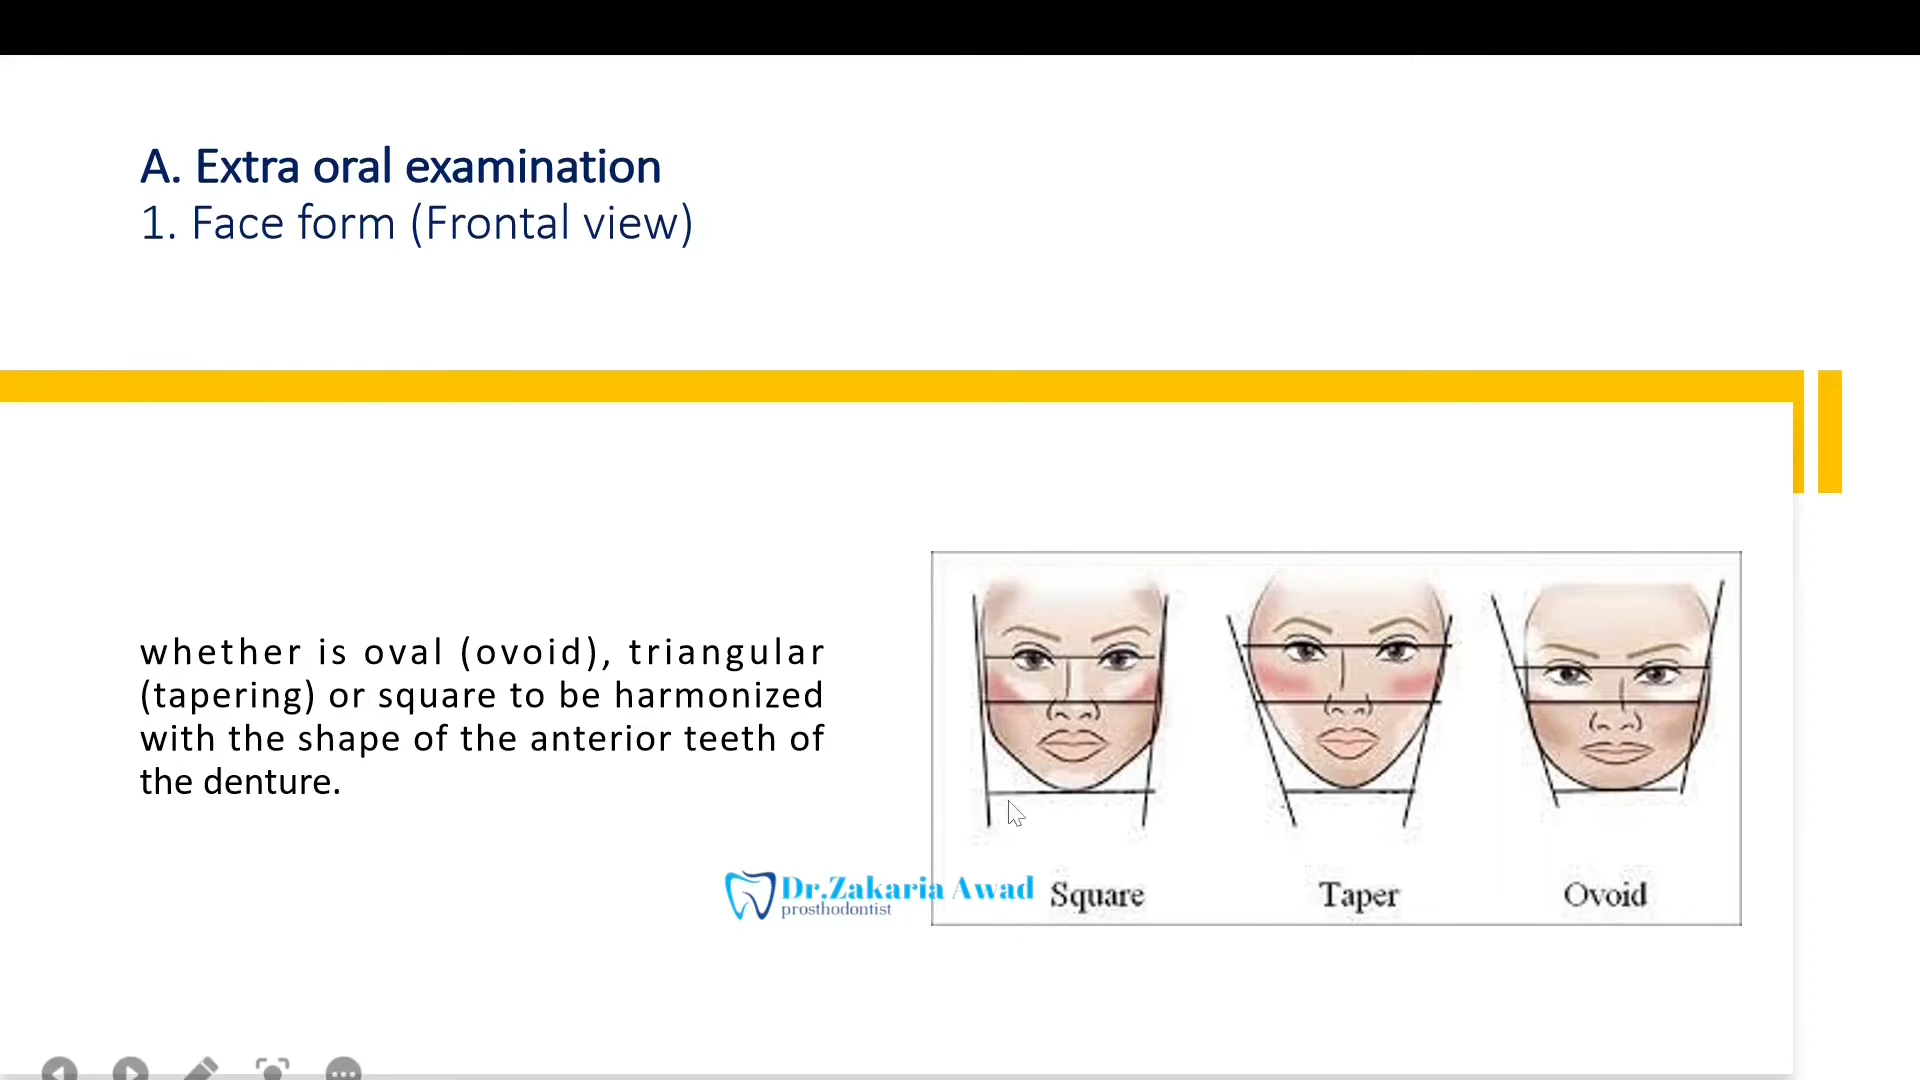 A. Extra oral examination
1. Face form (Frontal view)
whether is oval (ovoid), triangular
(tapering) or square to be harmonized
with the shape of the anterior teeth of
the denture.
Dr.Zakaria Awad
prosthodontist
Square
Taper
Ovoid